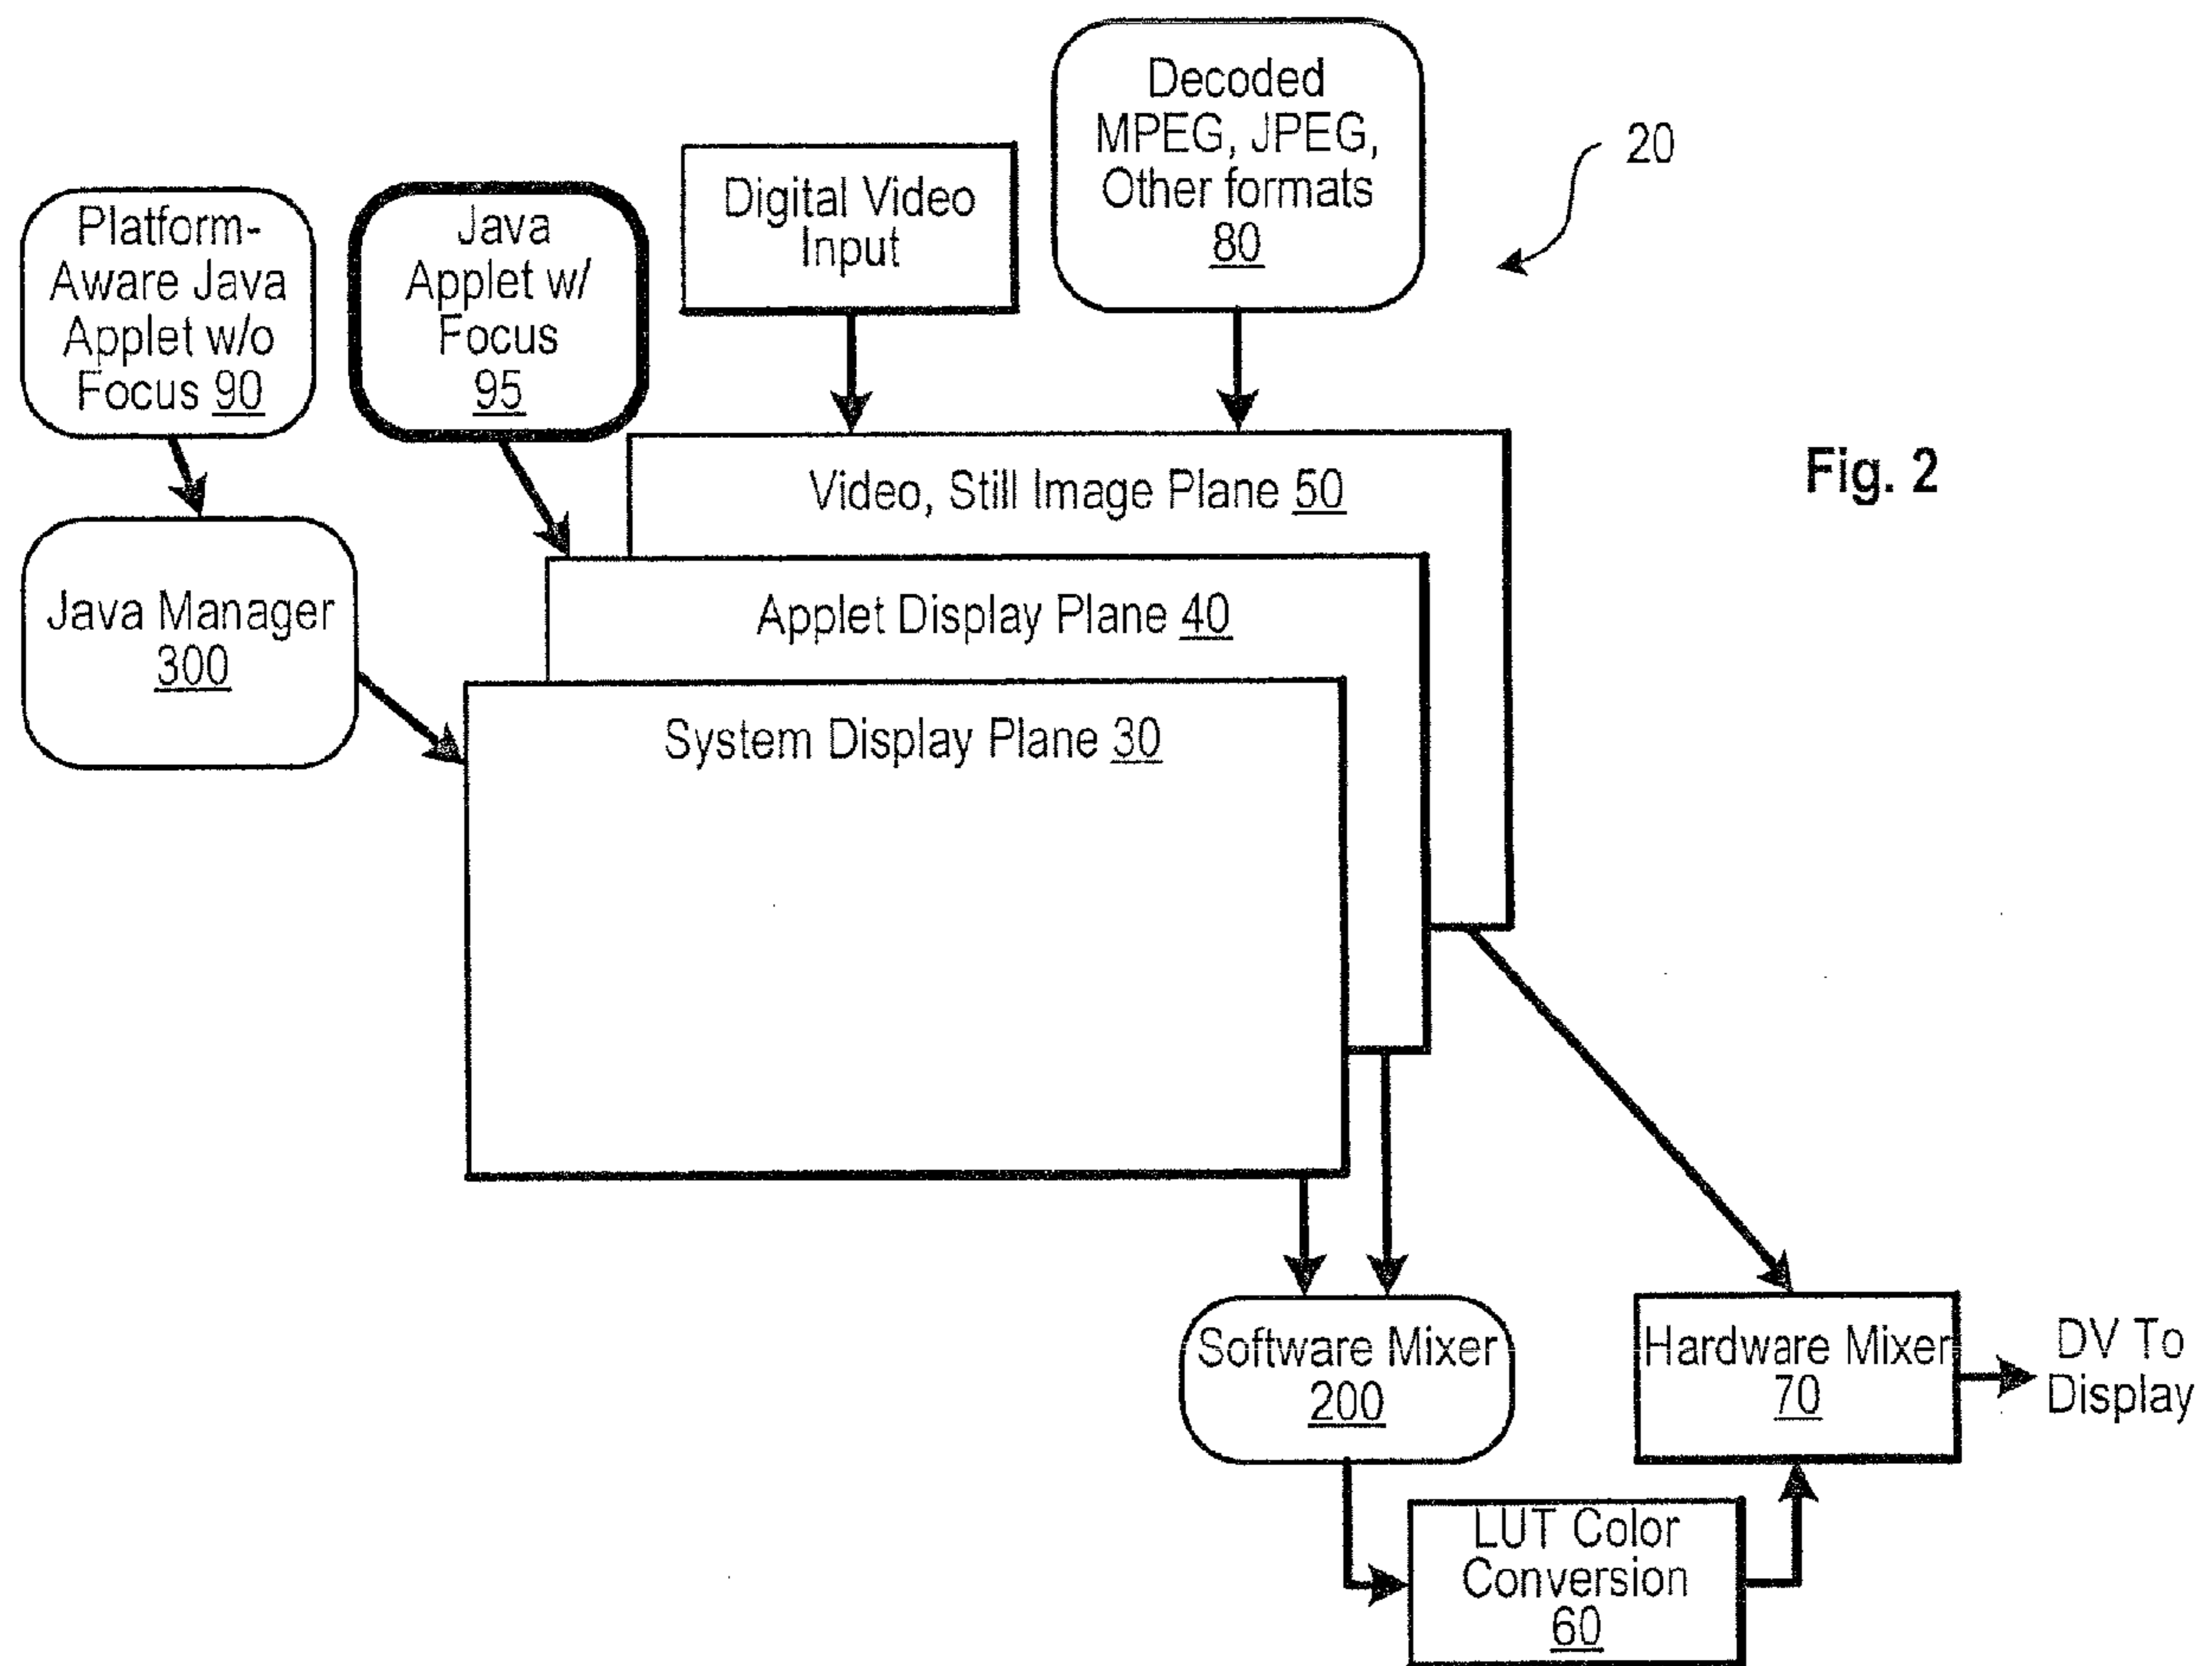 Decoded
MPEG, JPEG,
Other formats
80
20
Digital Video
Input
Platform-
Aware Java
Applet w/o
Focus 90
Java
Applet w/
Focus
95
Fig. 2
Video, Still Image Plane 50
Java Manager
300
Applet Display Plane 40
System Display Plane 30
Software Mixer
200
Hardware Mixer
70
DV To
Display
LUT Color
Conversion
60